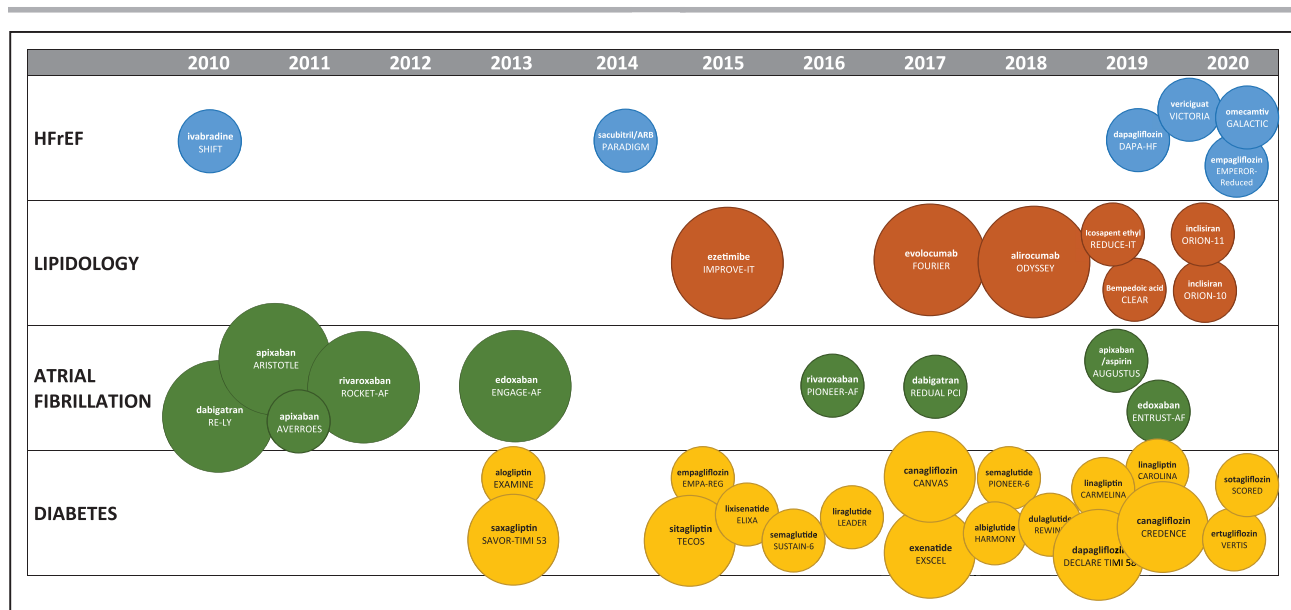 2010 2011 2012 2013 2014 2015 2016 2017 2018 2019 2020
HFrEF
ivabradine
SHIFT
sacubitril/ARB
PARADIGM
dapagliflozin
DAPA-HF
vericiguat
VICTORIA
omecamtiv
GALACTIC
empagliflozin
EMPEROR-
Reduced
LIPIDOLOGY
ezetimibe
IMPROVE-IT
evolocumab
FOURIER
alirocumab
ODYSSEY
Icosapent ethyl
REDUCE-IT
Bempedoic acid
CLEAR
inclisiran
ORION-11
inclisiran
ORION-10
ATRIAL
FIBRILLATION
dabigatran
RE-LY
apixaban
ARISTOTLE
apixaban
AVERROES
rivaroxaban
ROCKET-AF
edoxaban
ENGAGE-AF
rivaroxaban
PIONEER-AF
dabigatran
REDUAL PCI
apixaban
/aspirin
AUGUSTUS
edoxaban
ENTRUST-AF
DIABETES
alogliptin
EXAMINE
saxagliptin
SAVOR-TIMI 53
empagliflozin
EMPA-REG
sitagliptin
TECOS
lixisenatide
ELIXA
semaglutide
SUSTAIN-6
liraglutide
LEADER
canagliflozin
CANVAS
exenatide
EXSCEL
semaglutide
PIONEER-6
albiglutide
HARMONY
dulaglutide
REWIND
linagliptin
CARMELINA
dapagliflozin
DECLARE TIMI 58
linagliptin
CAROLINA
canagliflozin
CREDENCE
sotagliflozin
SCORED
ertugliflozin
VERTIS